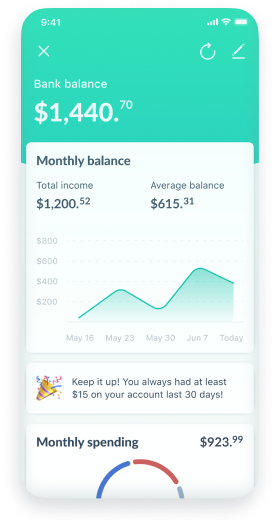 9:41
Bank balance
$1,440.70
Monthly balance
Total income Average balance
$1,200.52 $615.31
$800
$600
$400
$200
May 16 May 23 May 30 Jun 7 Today
Keep it up! You always had at least
$15 on your account last 30 days!
Monthly spending $923.99